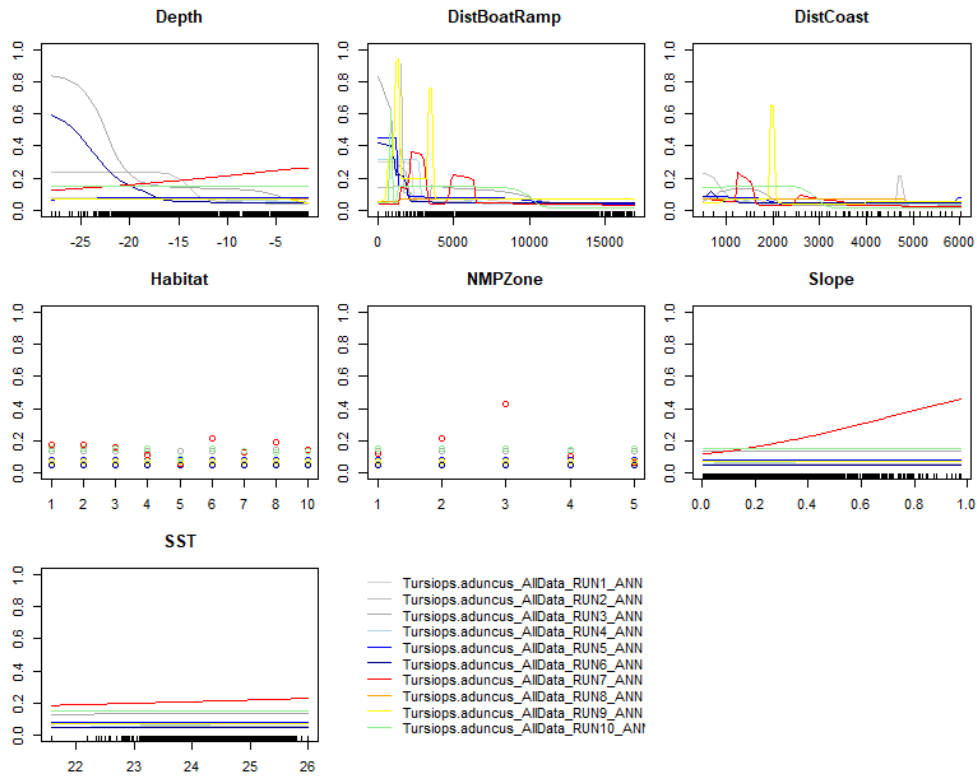 Depth DistBoatRamp DistCoast
0.0 0.2 0.4 0.6 0.8 1.0 0.0 0.2 0.4 0.6 0.8 1.0 0.0 0.2 0.4 0.6 0.8 1.0
-25 -20 -15 -10 -5 0 5000 10000 15000 1000 2000 3000 4000 5000 6000
Habitat NMPZone Slope
0.0 0.2 0.4 0.6 0.8 1.0 0.0 0.2 0.4 0.6 0.8 1.0 0.0 0.2 0.4 0.6 0.8 1.0
1 2 3 4 5 6 7 8 10 1 2 3 4 5 0.0 0.2 0.4 0.6 0.8 1.0
SST
0.0 0.2 0.4 0.6 0.8 1.0
22 23 24 25 26
Tursiops.aduncus_AllData_RUN1_ANN
Tursiops.aduncus_AllData_RUN2_ANN
Tursiops.aduncus_AllData_RUN3_ANN
Tursiops.aduncus_AllData_RUN4_ANN
Tursiops.aduncus_AllData_RUN5_ANN
Tursiops.aduncus_AllData_RUN6_ANN
Tursiops.aduncus_AllData_RUN7_ANN
Tursiops.aduncus_AllData_RUN8_ANN
Tursiops.aduncus_AllData_RUN9_ANN
Tursiops.aduncus_AllData_RUN10_ANN